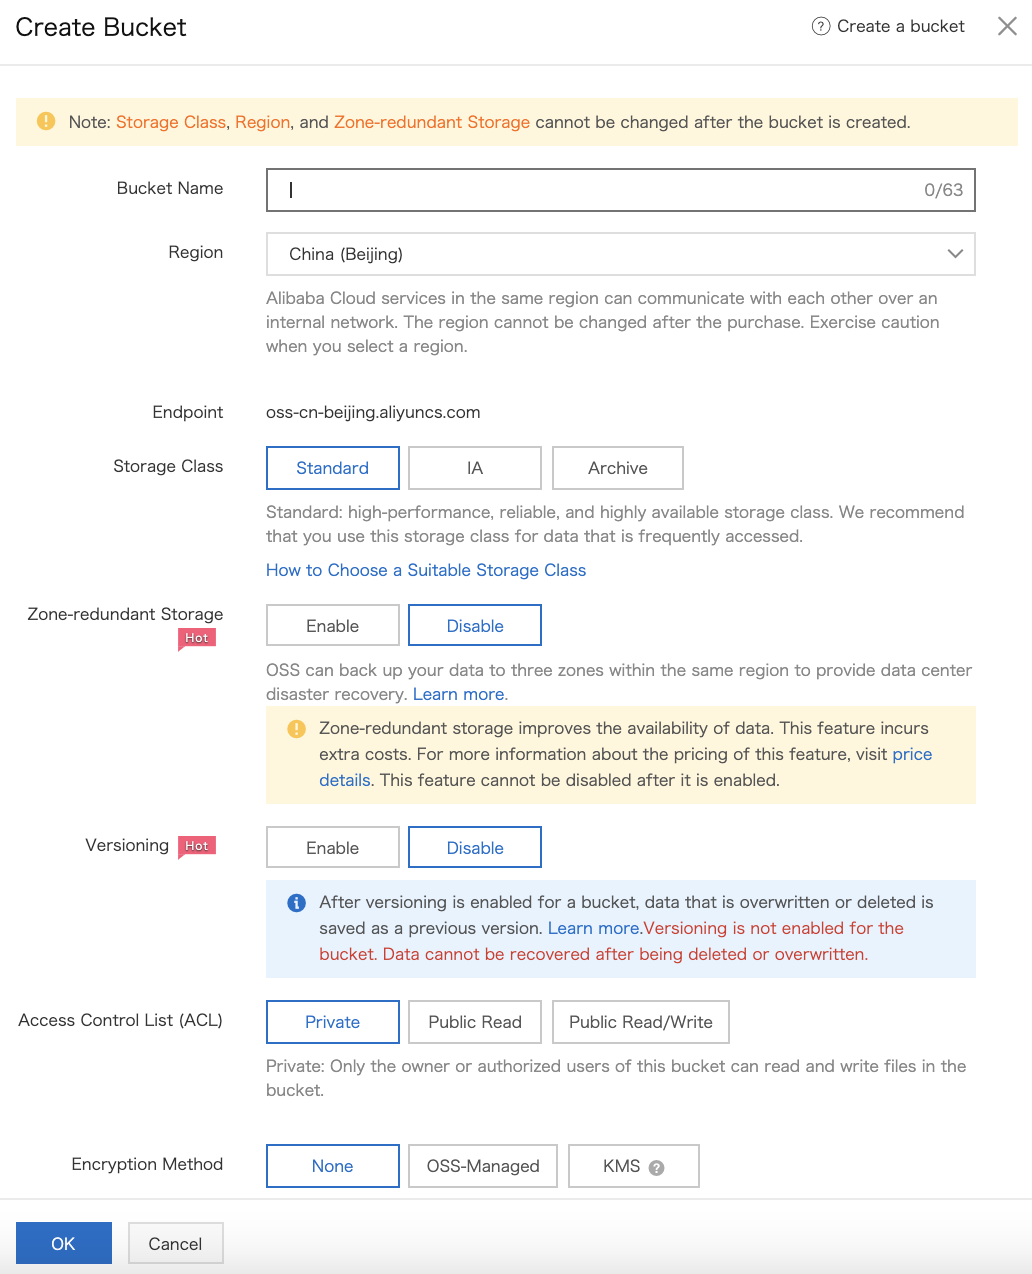 Create Bucket
? Create a bucket
Note: Storage Class, Region, and Zone-redundant Storage cannot be changed after the bucket is created.
Bucket Name
0/63
Region
China (Beijing)
Alibaba Cloud services in the same region can communicate with each other over an
internal network. The region cannot be changed after the purchase. Exercise caution
when you select a region.
Endpoint
oss-cn-beijing.aliyuncs.com
Storage Class
Standard
IA
Archive
Standard: high-performance, reliable, and highly available storage class. We recommend
that you use this storage class for data that is frequently accessed.
How to Choose a Suitable Storage Class
Zone-redundant Storage
Hot
Enable
Disable
OSS can back up your data to three zones within the same region to provide data center
disaster recovery. Learn more.
Zone-redundant storage improves the availability of data. This feature incurs
extra costs. For more information about the pricing of this feature, visit price
details. This feature cannot be disabled after it is enabled.
Versioning
Hot
Enable
Disable
After versioning is enabled for a bucket, data that is overwritten or deleted is
saved as a previous version. Learn more.Versioning is not enabled for the
bucket. Data cannot be recovered after being deleted or overwritten.
Access Control List (ACL)
Private
Public Read
Public Read/Write
Private: Only the owner or authorized users of this bucket can read and write files in the
bucket.
Encryption Method
None
OSS-Managed
KMS ?
OK
Cancel